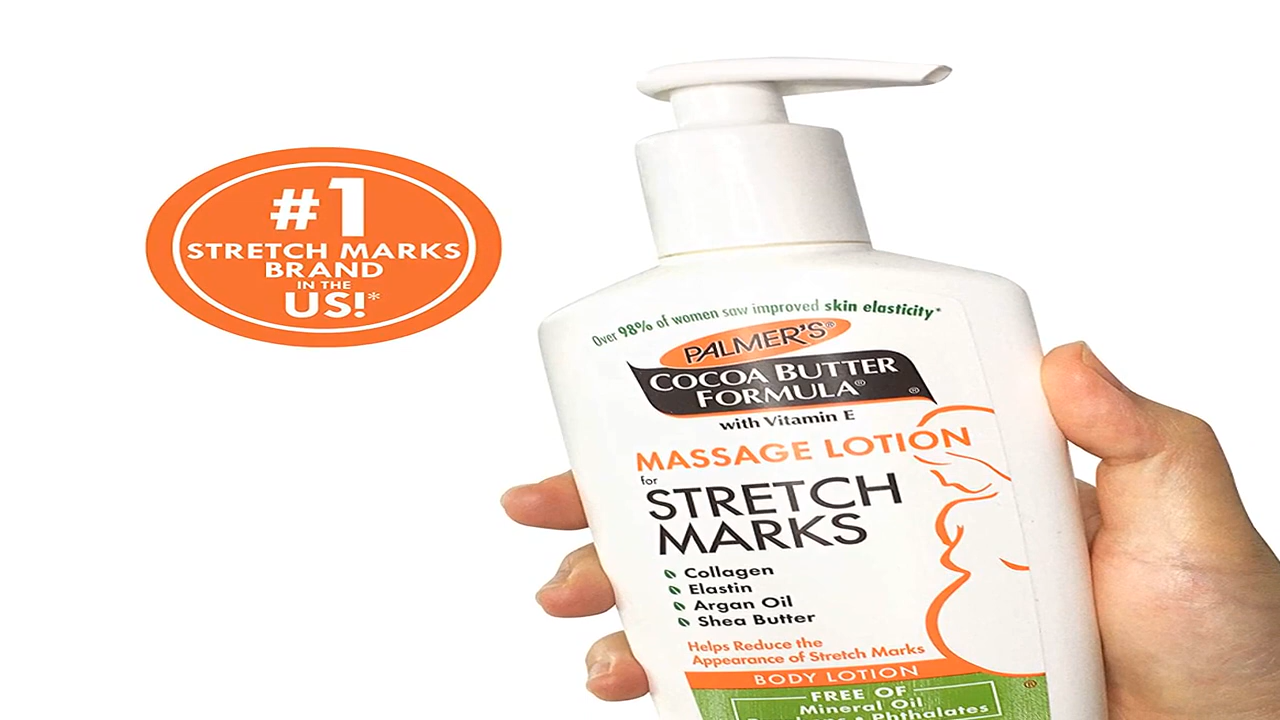 #1
STRETCH MARKS
BRAND
IN THE
US!*
Over 98% of women saw improved skin elasticity*
PALMER'S®
COCOA BUTTER
FORMULA®
®
with Vitamin E
MASSAGE LOTION
for
STRETCH
MARKS
Collagen
Elastin
Argan Oil
Shea Butter
Helps Reduce the
Appearance of Stretch Marks
BODY LOTION
®
FREE OF
Mineral Oil
• Phthalates